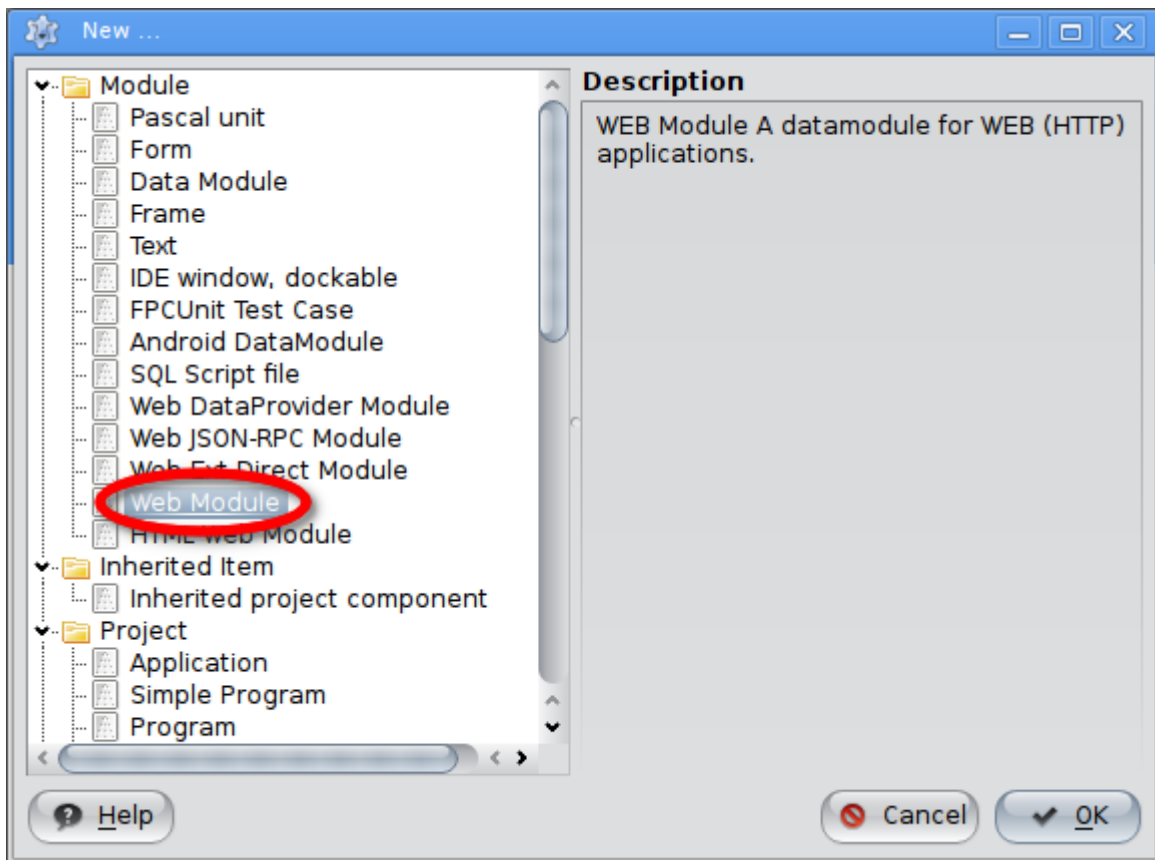 New ...
Module
Pascal unit
Form
Data Module
Frame
Text
IDE window, dockable
FPCUnit Test Case
Android DataModule
SQL Script file
Web DataProvider Module
Web JSON-RPC Module
Web Ext Direct Module
Web Module
HTML Web Module
Inherited Item
Inherited project component
Project
Application
Simple Program
Program
Description
WEB Module A datamodule for WEB (HTTP)
applications.
Help
Cancel
OK